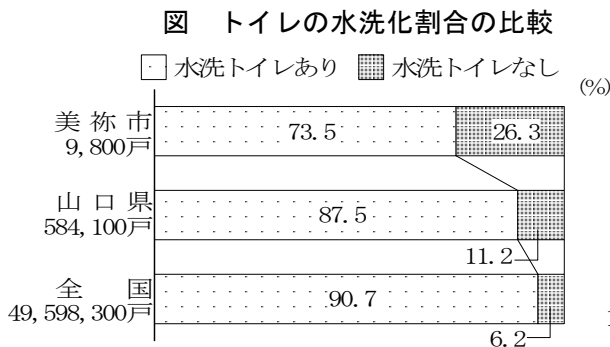 図　トイレの水洗化割合の比較
水洗トイレあり　水洗トイレなし
(%)
美祢市
9,800戸
73.5
26.3
山口県
584,100戸
87.5
11.2
全国
49,598,300戸
90.7
6.2